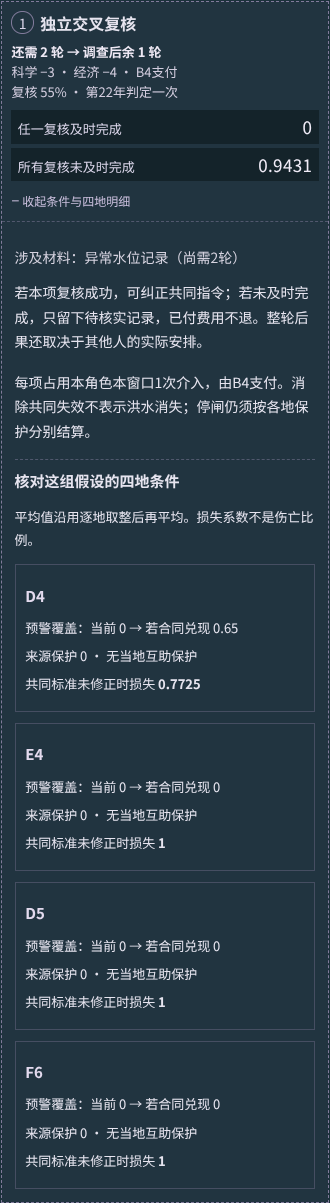 1 独立交叉复核
还需 2 轮 → 调查后余 1 轮
科学 −3 · 经济 −4 · B4支付
复核 55% · 第22年判定一次
任一复核及时完成 0
所有复核未及时完成 0.9431
− 收起条件与四地明细
涉及材料：异常水位记录（尚需2轮）
若本项复核成功，可纠正共同指令；若未及时完
成，只留下待核实记录，已付费用不退。整轮后
果还取决于其他人的实际安排。
每项占用本角色本窗口1次介入，由B4支付。消
除共同失效不表示洪水消失；停闸仍须按各地保
护分别结算。
核对这组假设的四地条件
平均值沿用逐地取整后再平均。损失系数不是伤亡比
例。
D4
预警覆盖：当前 0 → 若合同兑现 0.65
来源保护 0 · 无当地互助保护
共同标准未修正时损失 0.7725
E4
预警覆盖：当前 0 → 若合同兑现 0
来源保护 0 · 无当地互助保护
共同标准未修正时损失 1
D5
预警覆盖：当前 0 → 若合同兑现 0
来源保护 0 · 无当地互助保护
共同标准未修正时损失 1
F6
预警覆盖：当前 0 → 若合同兑现 0
来源保护 0 · 无当地互助保护
共同标准未修正时损失 1